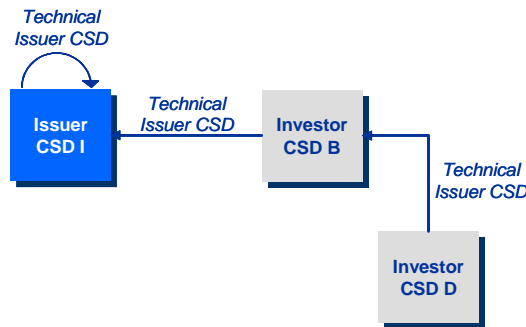 Technical
Issuer CSD
Issuer
CSD I
Technical
Issuer CSD
Investor
CSD B
Technical
Issuer CSD
Investor
CSD D